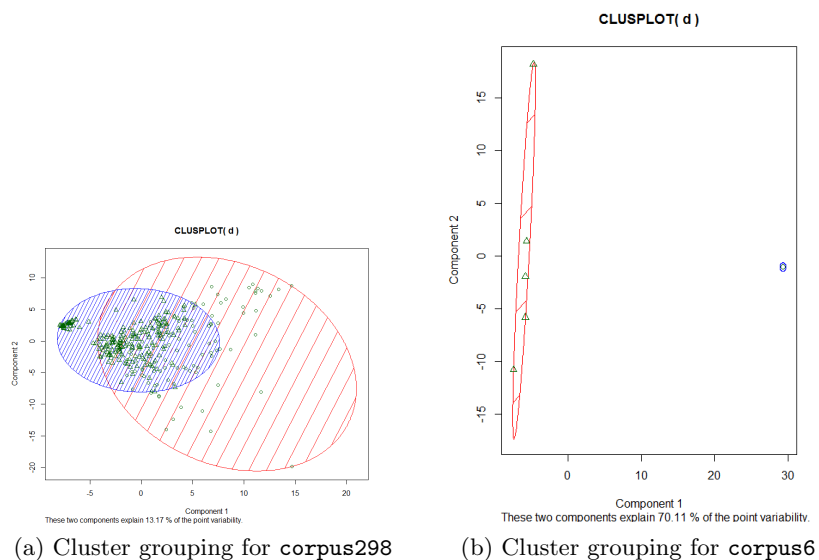 CLUSPLOT( d )
Component 2
10
5
0
-5
-10
-15
-20
-5
0
5
10
15
20
Component 1
These two components explain 13.17 % of the point variability.
(a) Cluster grouping for corpus298
CLUSPLOT( d )
Component 2
15
10
5
0
-5
-10
-15
0
10
20
30
Component 1
These two components explain 70.11 % of the point variability.
(b) Cluster grouping for corpus6